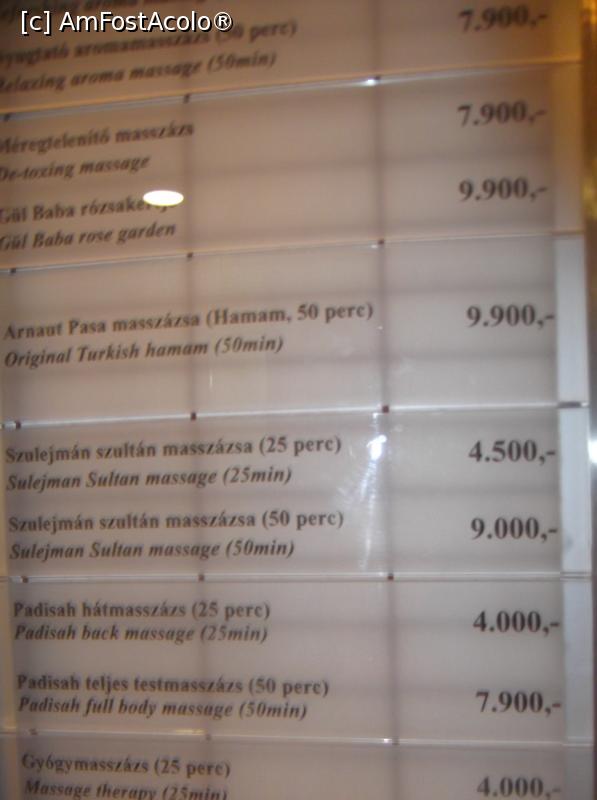 [c] AmFostAcolo®
aromamasszázs (50 perc) 7.900,-
Relaxing aroma massage (50min)
Méregtelenítő masszázs 7.900,-
De-toxing massage
Gül Baba 9.900,-
Gül Baba rose garden
Arnaut Pasa masszázsa (Hamam, 50 perc) 9.900,-
Original Turkish hamam (50min)
Szulejmán szultán masszázsa (25 perc) 4.500,-
Sulejman Sultan massage (25min)
Szulejmán szultán masszázsa (50 perc) 9.000,-
Sulejman Sultan massage (50min)
Padisah hátmasszázs (25 perc) 4.000,-
Padisah back massage (25min)
Padisah teljes testmasszázs (50 perc) 7.900,-
Padisah full body massage (50min)
Gyógymasszázs (25 perc) 4.000,-
Massage therapy (25min)